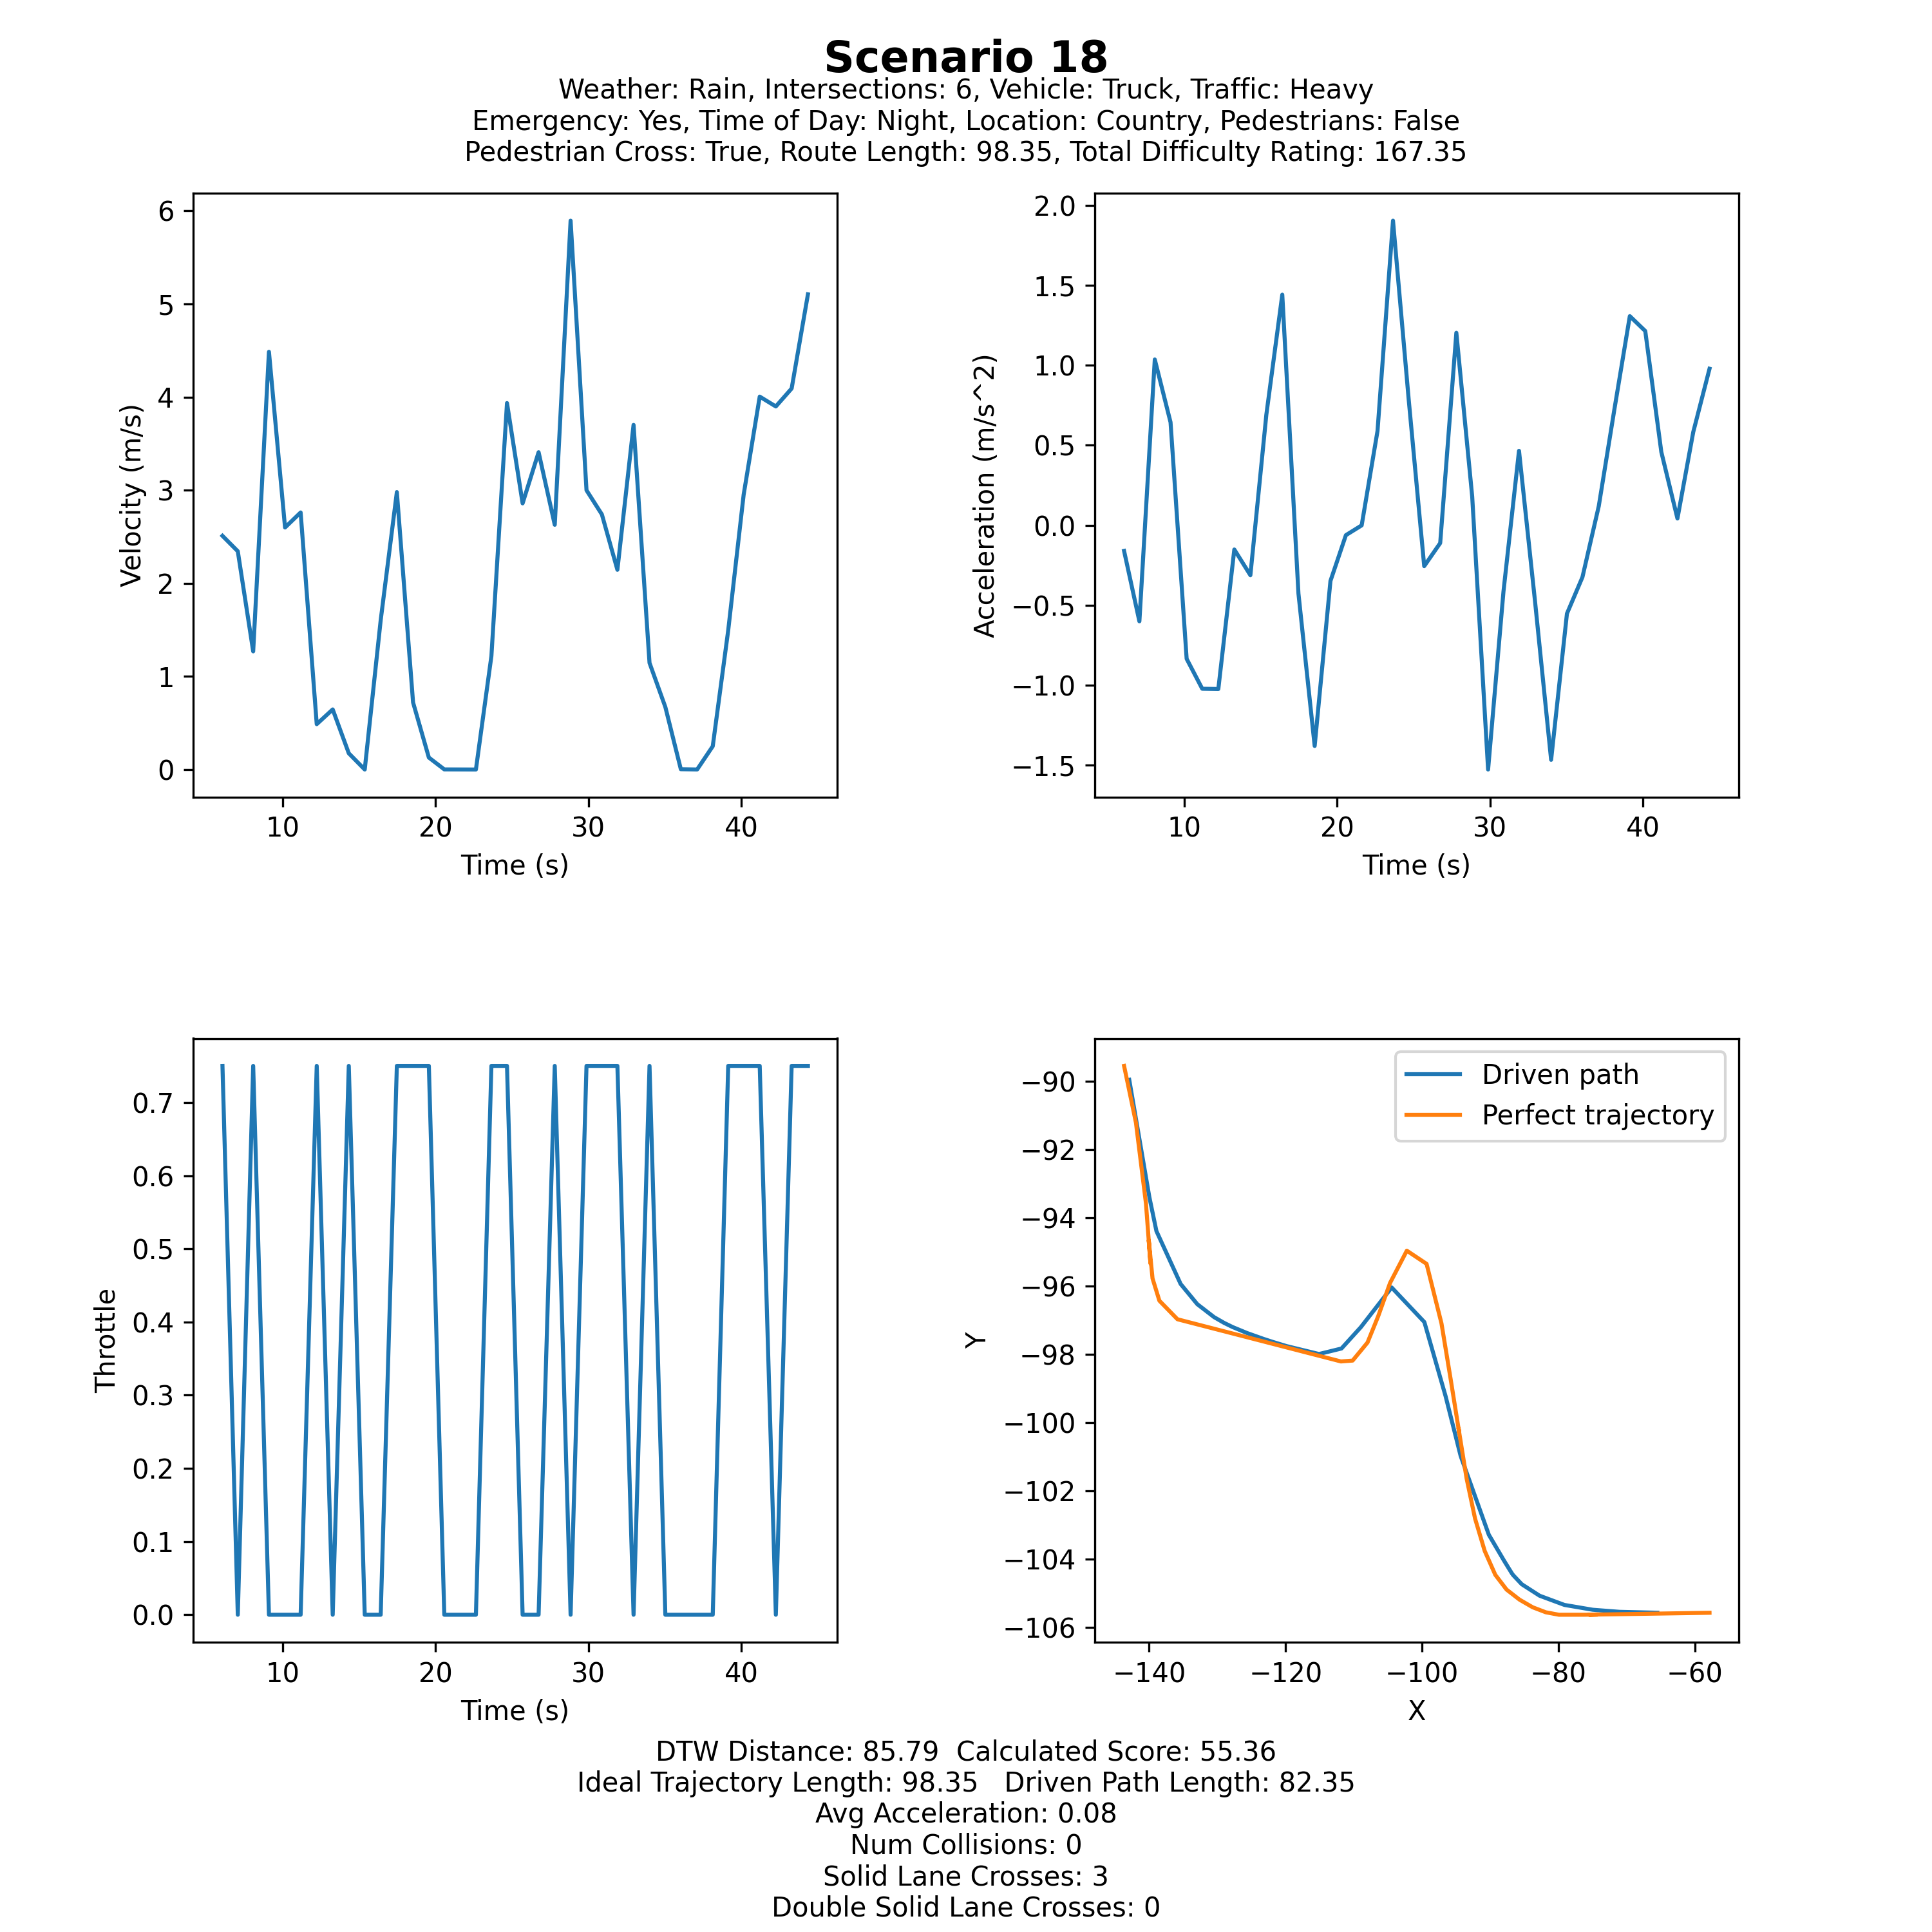 Scenario 18
Weather: Rain, Intersections: 6, Vehicle: Truck, Traffic: Heavy
Emergency: Yes, Time of Day: Night, Location: Country, Pedestrians: False
Pedestrian Cross: True, Route Length: 98.35, Total Difficulty Rating: 167.35
6
5
4
3
2
1
0
Velocity (m/s)
10 20 30 40
Time (s)
2.0
1.5
1.0
0.5
0.0
−0.5
−1.0
−1.5
Acceleration (m/s^2)
10 20 30 40
Time (s)
0.7
0.6
0.5
0.4
0.3
0.2
0.1
0.0
Throttle
10 20 30 40
Time (s)
Driven path
Perfect trajectory
−90
−92
−94
−96
−98
−100
−102
−104
−106
Y
−140 −120 −100 −80 −60
X
DTW Distance: 85.79 Calculated Score: 55.36
Ideal Trajectory Length: 98.35 Driven Path Length: 82.35
Avg Acceleration: 0.08
Num Collisions: 0
Solid Lane Crosses: 3
Double Solid Lane Crosses: 0